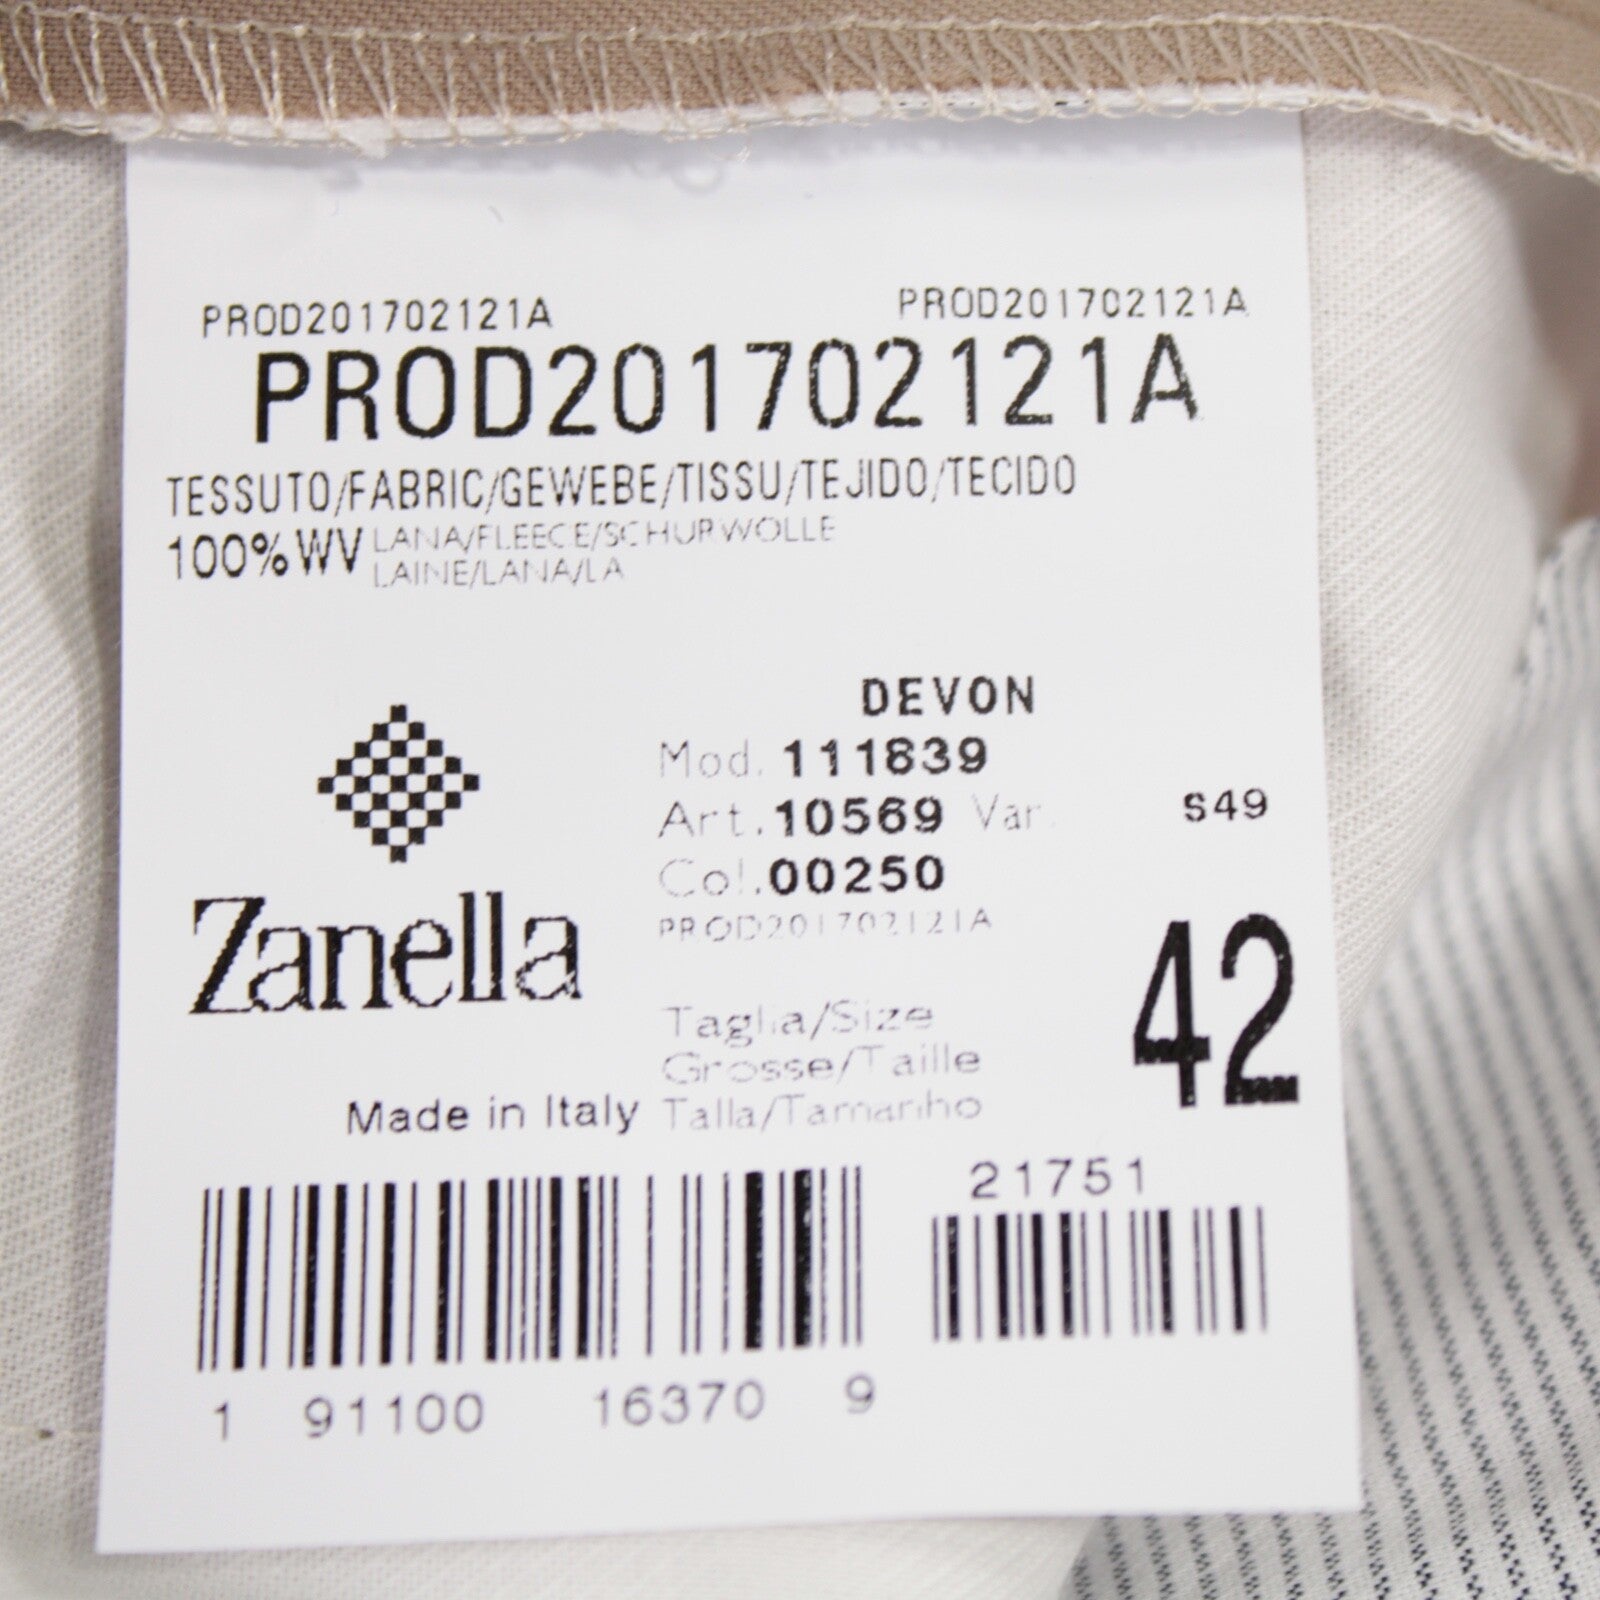 PROD201702121A PROD201702121A
PROD201702121A
TESSUTO/FABRIC/GEWEBE/TISSU/TEJIDO/TECIDO
100%WV LANA/FLEECE/SCHURWOLLE
LAINE/LANA/LA
DEVON
Mod. 111839
Art. 10569 Var. S49
Col. 00250
PROD201702121A
Zanella
42
Taglia/Size
Grosse/Taille
Made in Italy Talla/Tamanho
21751
1 91100 16370 9